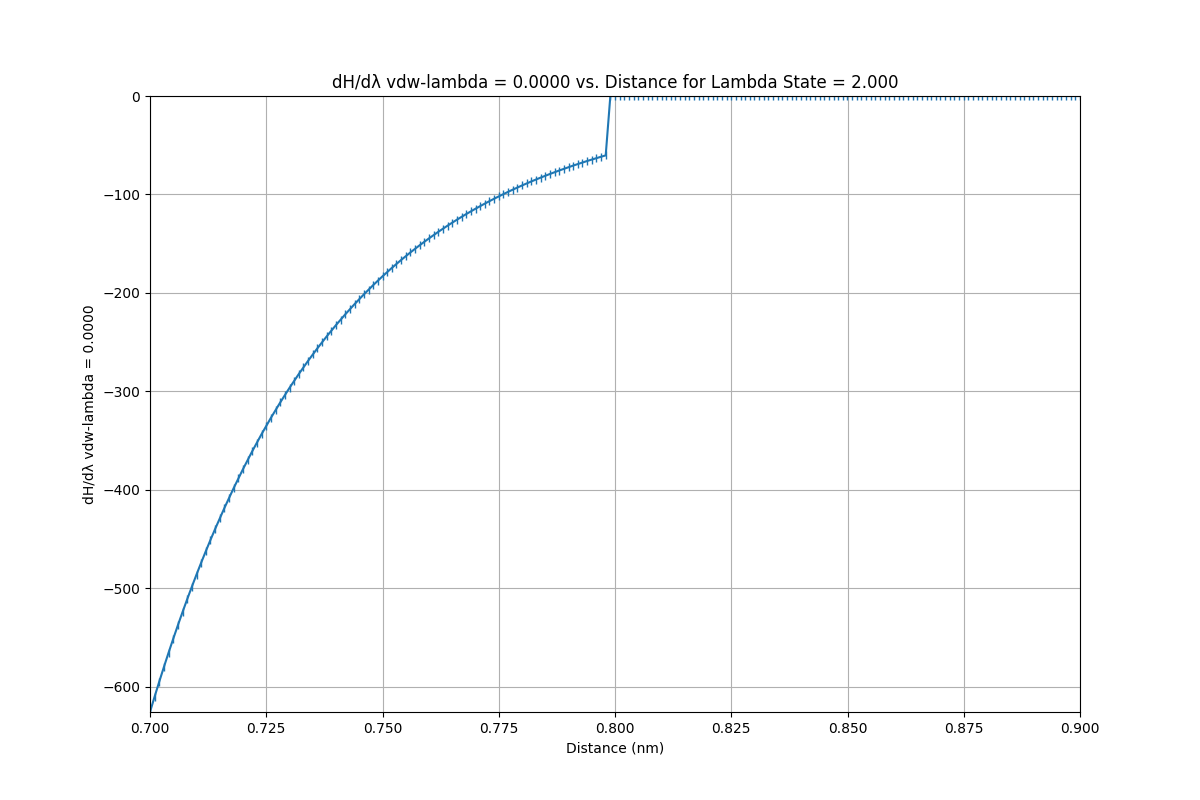 dH/dλ vdw-lambda = 0.0000 vs. Distance for Lambda State = 2.000
0
−100
−200
−300
−400
−500
−600
dH/dλ vdw-lambda = 0.0000
0.700 0.725 0.750 0.775 0.800 0.825 0.850 0.875 0.900
Distance (nm)